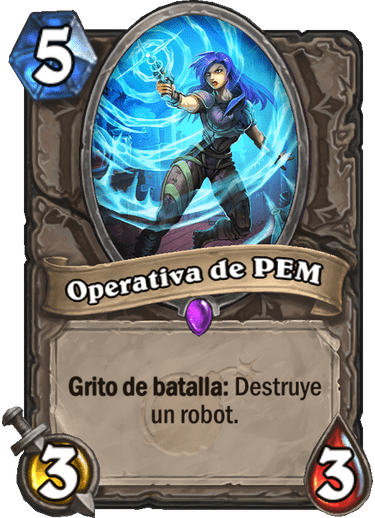 5
Operativa de PEM
Grito de batalla: Destruye
un robot.
3
3